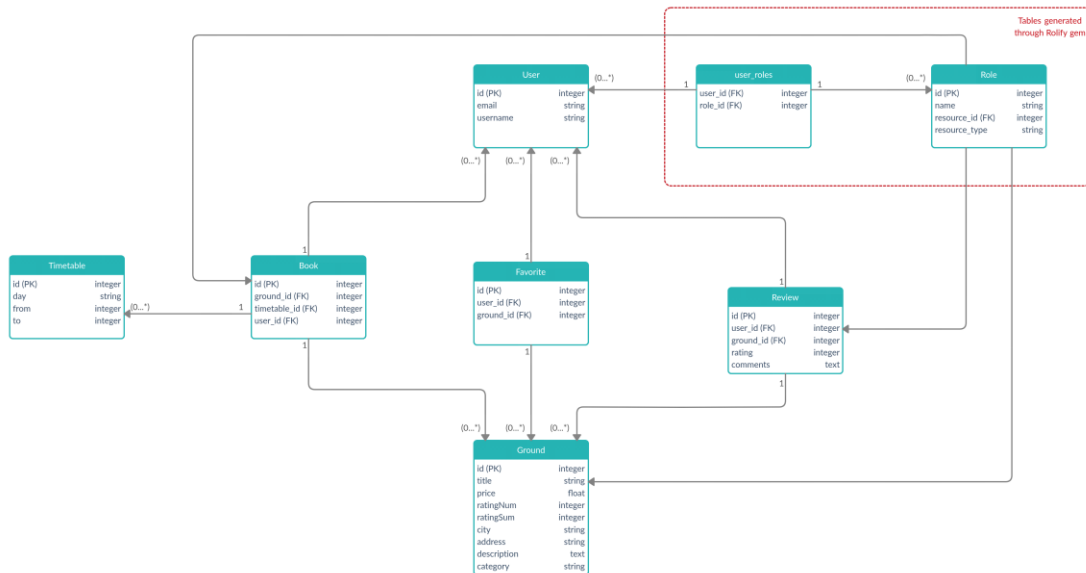 Tables generated
through Rolify gem
User
id (PK) integer
email string
username string
(0...*)
1
user_roles
user_id (FK) integer
role_id (FK) integer
1
(0...*)
Role
id (PK) integer
name string
resource_id (FK) integer
resource_type string
(0...*)
(0...*)
(0...*)
1
1
1
Timetable
id (PK) integer
day string
from integer
to integer
(0...*)
1
Book
id (PK) integer
ground_id (FK) integer
timetable_id (FK) integer
user_id (FK) integer
Favorite
id (PK) integer
user_id (FK) integer
ground_id (FK) integer
Review
id (PK) integer
user_id (FK) integer
ground_id (FK) integer
rating integer
comments text
1
1
1
(0...*)
(0...*)
(0...*)
Ground
id (PK) integer
title string
price float
ratingNum integer
ratingSum integer
city string
address string
description text
category string